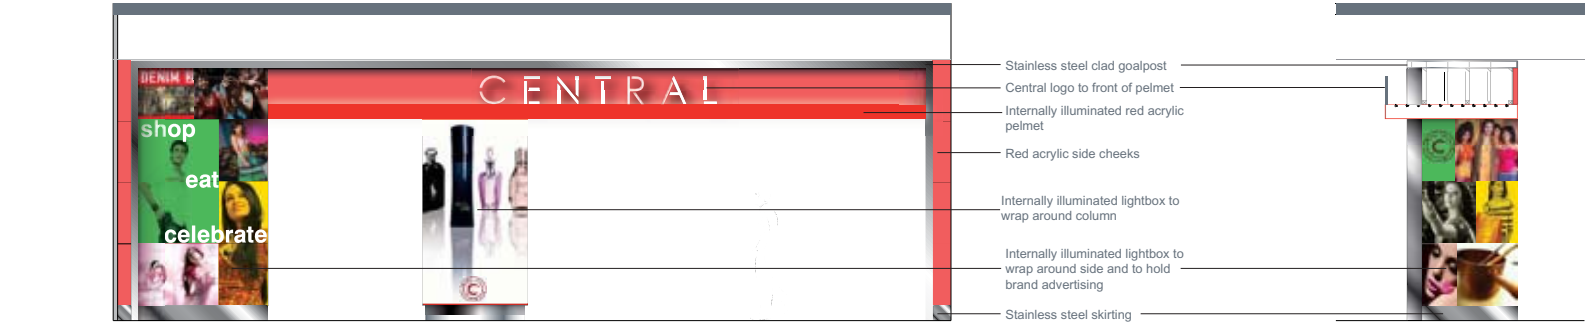 DENIM
CENTRAL
shop
eat
celebrate
C
Stainless steel clad goalpost
Central logo to front of pelmet
Internally illuminated red acrylic
pelmet
Red acrylic side cheeks
Internally illuminated lightbox to
wrap around column
Internally illuminated lightbox to
wrap around side and to hold
brand advertising
Stainless steel skirting
C